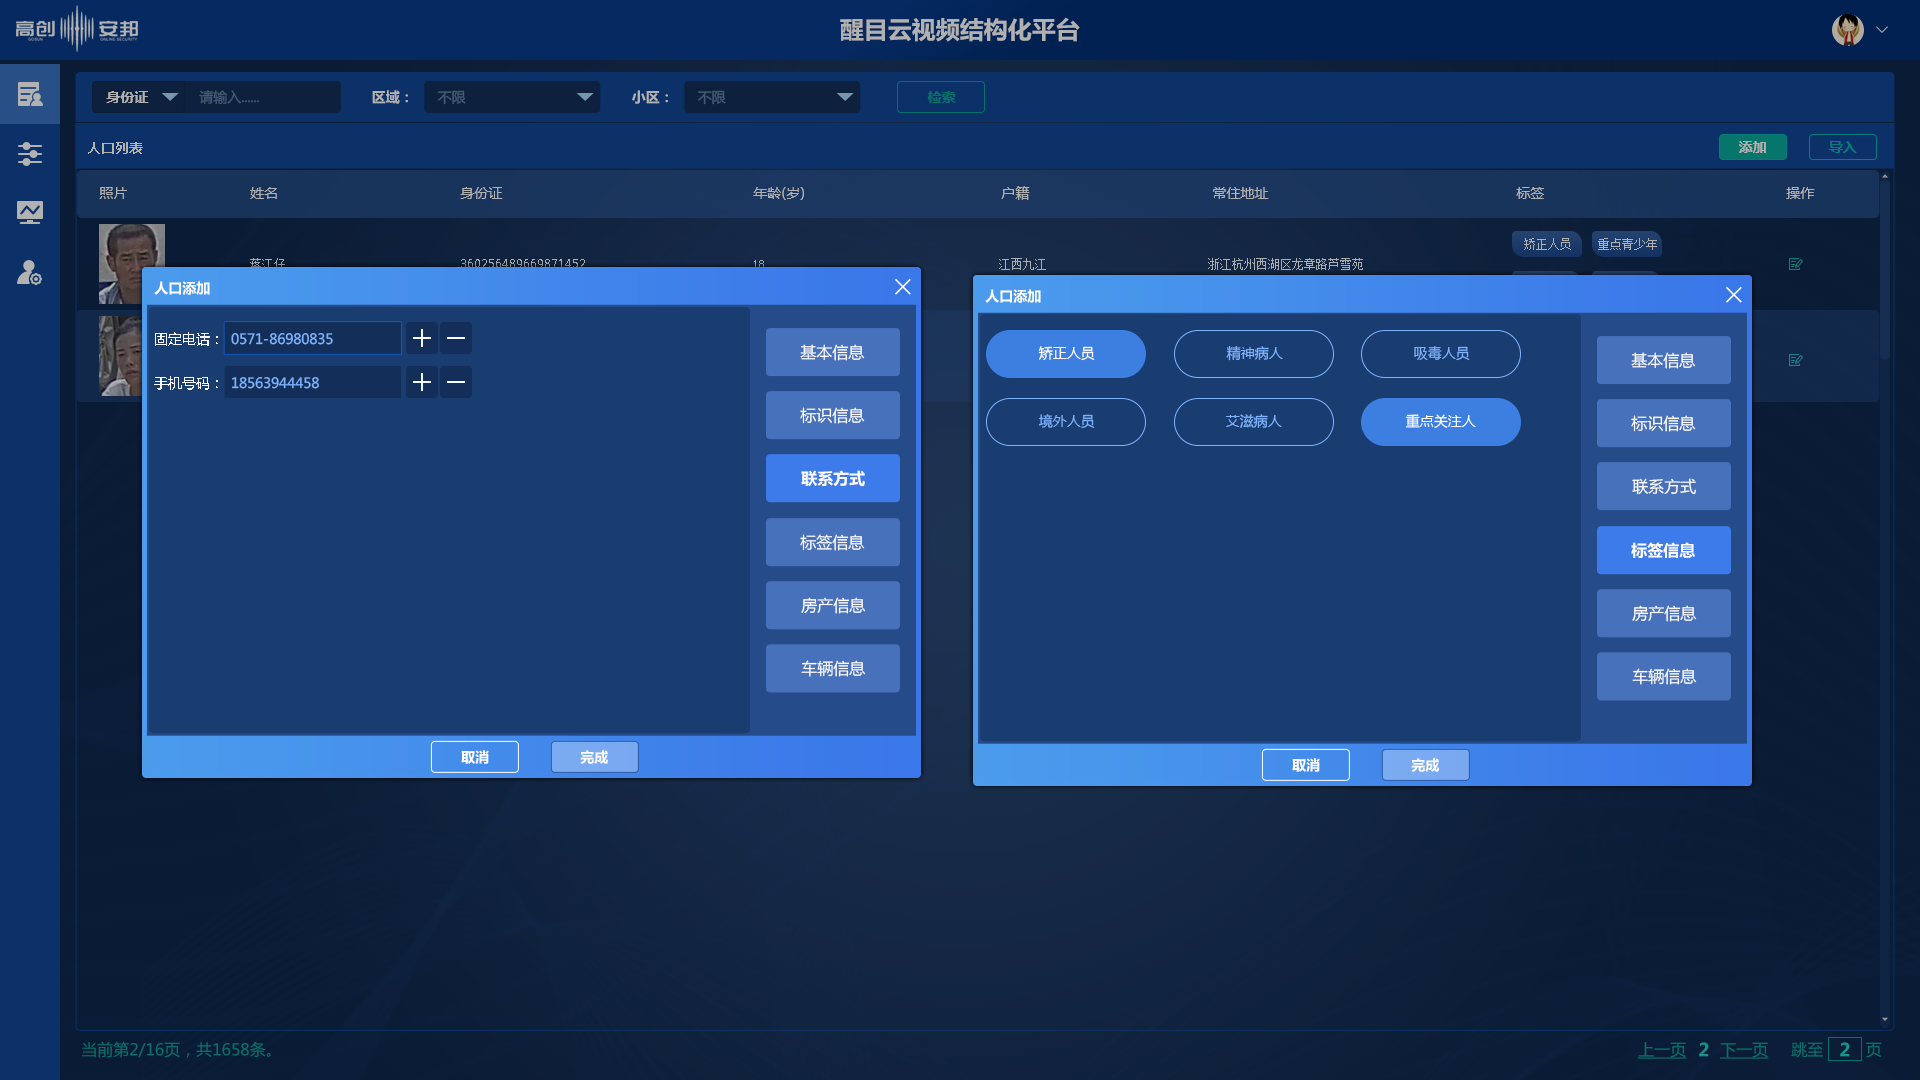 高创 安邦
醒目云视频结构化平台
身份证 请输入...... 区域： 不限 小区： 不限 检索
人口列表 添加 导入
照片 姓名 身份证 年龄(岁) 户籍 常住地址 标签 操作
矫正人员 重点青少年
蒋江仔 360256489669871452 18 江西九江 浙江杭州西湖区龙章路芦雪苑
人口添加
固定电话： 0571-86980835
手机号码： 18563944458
基本信息
标识信息
联系方式
标签信息
房产信息
车辆信息
取消 完成
人口添加
矫正人员 精神病人 吸毒人员
境外人员 艾滋病人 重点关注人
基本信息
标识信息
联系方式
标签信息
房产信息
车辆信息
取消 完成
当前第2/16页，共1658条。 上一页 2 下一页 跳至 2 页